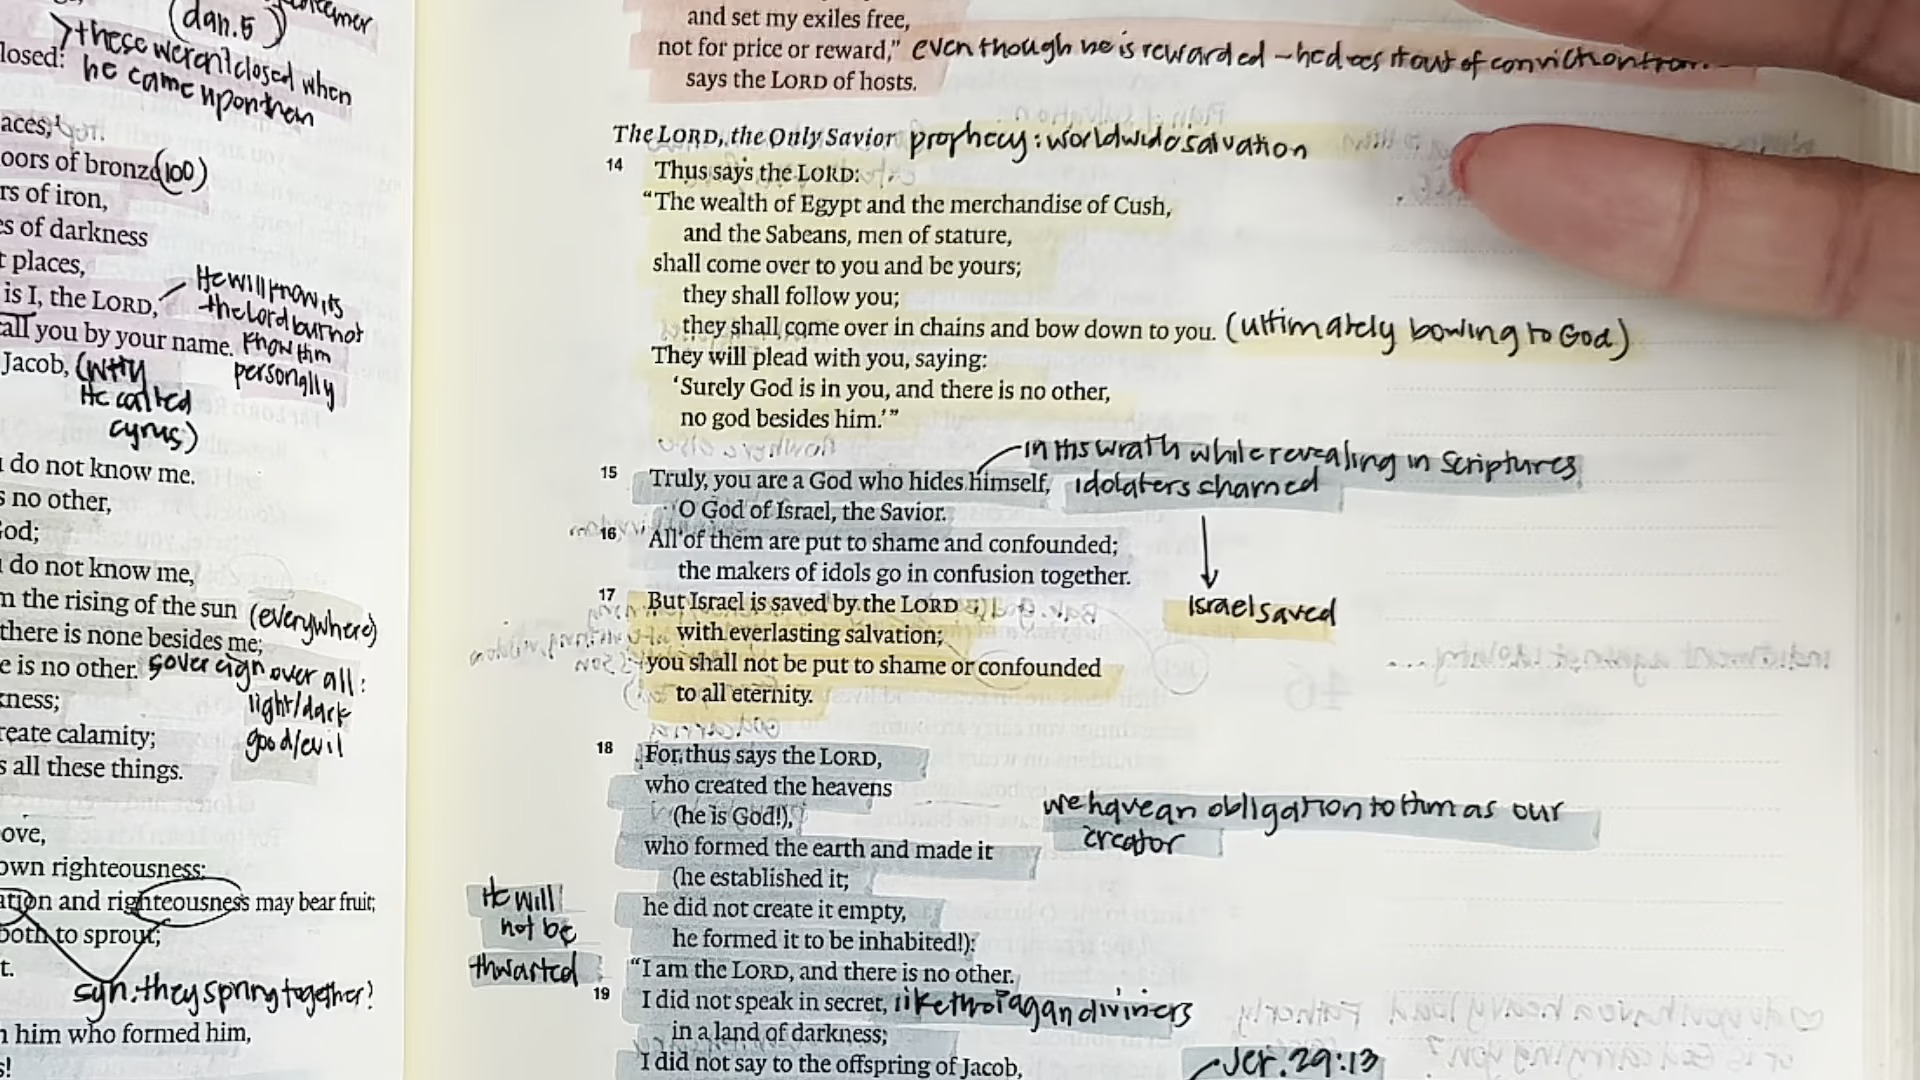 (dan.5)
>these weren't closed when
losed: he came upon them
aces,
oors of bronze (100)
rs of iron,
es of darkness
t places,
is I, the LORD, He will know its
the Lord but not
call you by your name. know Him
personally
Jacob, (why
He called
cyrus)
do not know me.
s no other,
God;
do not know me,
m the rising of the sun (everywhere)
there is none besides me;
e is no other. sovereign over all:
light/dark
kness;
good/evil
reate calamity;
s all these things.
ove,
own righteousness;
ation and righteousness may bear fruit;
both to sprout;
t.
syn. they spring together?
him who formed him,
s!
and set my exiles free,
not for price or reward," even though he is rewarded - he does it out of conviction
says the LORD of hosts.
The LORD, the Only Savior prophecy: worldwide salvation
14 Thus says the LORD:
"The wealth of Egypt and the merchandise of Cush,
and the Sabeans, men of stature,
shall come over to you and be yours;
they shall follow you;
they shall come over in chains and bow down to you. (ultimately bowing to God)
They will plead with you, saying:
'Surely God is in you, and there is no other,
no god besides him.'"
in His wrath while revealing in Scriptures
15 Truly, you are a God who hides himself, idolaters shamed
O God of Israel, the Savior.
16 All of them are put to shame and confounded;
the makers of idols go in confusion together.
17 But Israel is saved by the LORD Israel saved
with everlasting salvation;
you shall not be put to shame or confounded
to all eternity.
18 For thus says the LORD,
who created the heavens
(he is God!), we have an obligation to Him as our
creator
who formed the earth and made it
(he established it;
he did not create it empty,
he formed it to be inhabited!):
He will
not be
thwarted
"I am the LORD, and there is no other.
19 I did not speak in secret, like the Pagan diviners
in a land of darkness;
I did not say to the offspring of Jacob, Jer. 29:13